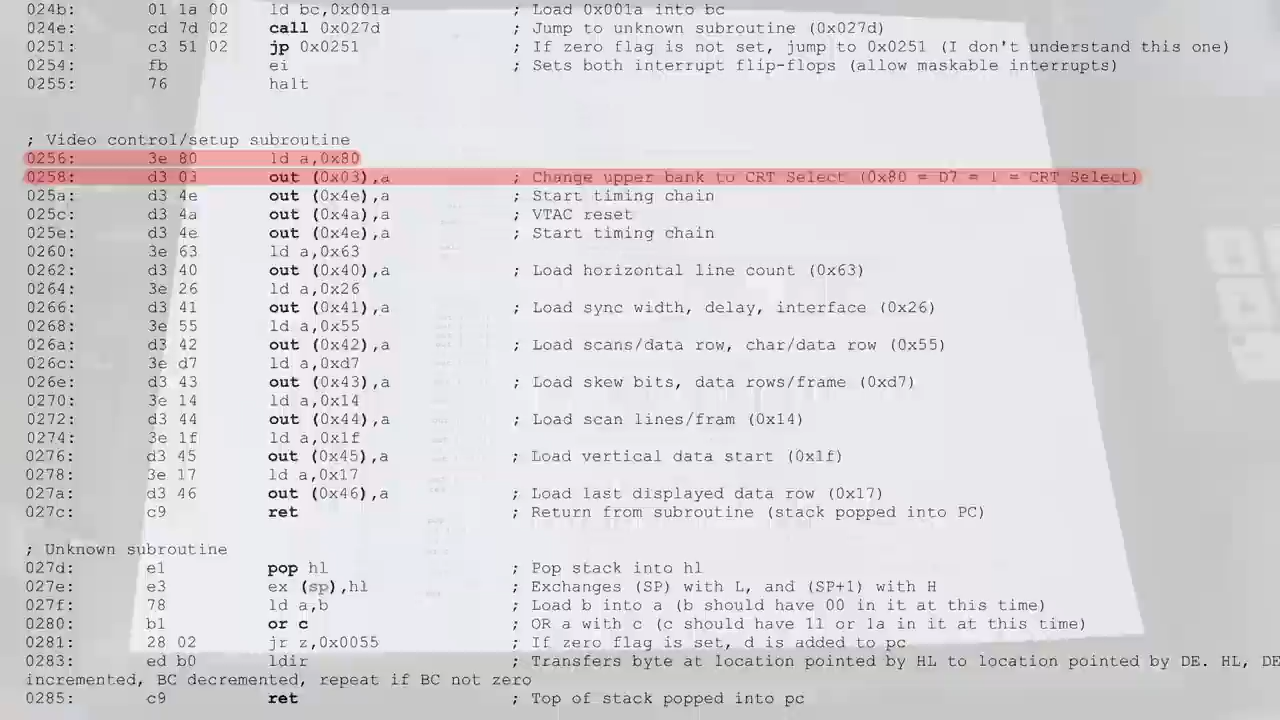 024b: 01 1a 00 ld bc,0x001a ; Load 0x001a into bc
024e: cd 7d 02 call 0x027d ; Jump to unknown subroutine (0x027d)
0251: c3 51 02 jp 0x0251 ; If zero flag is not set, jump to 0x0251 (I don't understand this one)
0254: fb ei ; Sets both interrupt flip-flops (allow maskable interrupts)
0255: 76 halt
; Video control/setup subroutine
0256: 3e 80 ld a,0x80
0258: d3 03 out (0x03),a ; Change upper bank to CRT Select (0x80 = D7 = 1 = CRT Select)
025a: d3 4e out (0x4e),a ; Start timing chain
025c: d3 4a out (0x4a),a ; VTAC reset
025e: d3 4e out (0x4e),a ; Start timing chain
0260: 3e 63 ld a,0x63
0262: d3 40 out (0x40),a ; Load horizontal line count (0x63)
0264: 3e 26 ld a,0x26
0266: d3 41 out (0x41),a ; Load sync width, delay, interface (0x26)
0268: 3e 55 ld a,0x55
026a: d3 42 out (0x42),a ; Load scans/data row, char/data row (0x55)
026c: 3e d7 ld a,0xd7
026e: d3 43 out (0x43),a ; Load skew bits, data rows/frame (0xd7)
0270: 3e 14 ld a,0x14
0272: d3 44 out (0x44),a ; Load scan lines/fram (0x14)
0274: 3e 1f ld a,0x1f
0276: d3 45 out (0x45),a ; Load vertical data start (0x1f)
0278: 3e 17 ld a,0x17
027a: d3 46 out (0x46),a ; Load last displayed data row (0x17)
027c: c9 ret ; Return from subroutine (stack popped into PC)
; Unknown subroutine
027d: e1 pop hl ; Pop stack into hl
027e: e3 ex (sp),hl ; Exchanges (SP) with L, and (SP+1) with H
027f: 78 ld a,b ; Load b into a (b should have 00 in it at this time)
0280: b1 or c ; OR a with c (c should have 11 or 1a in it at this time)
0281: 28 02 jr z,0x0055 ; If zero flag is set, d is added to pc
0283: ed b0 ldir ; Transfers byte at location pointed by HL to location pointed by DE. HL, DE
incremented, BC decremented, repeat if BC not zero
0285: c9 ret ; Top of stack popped into pc